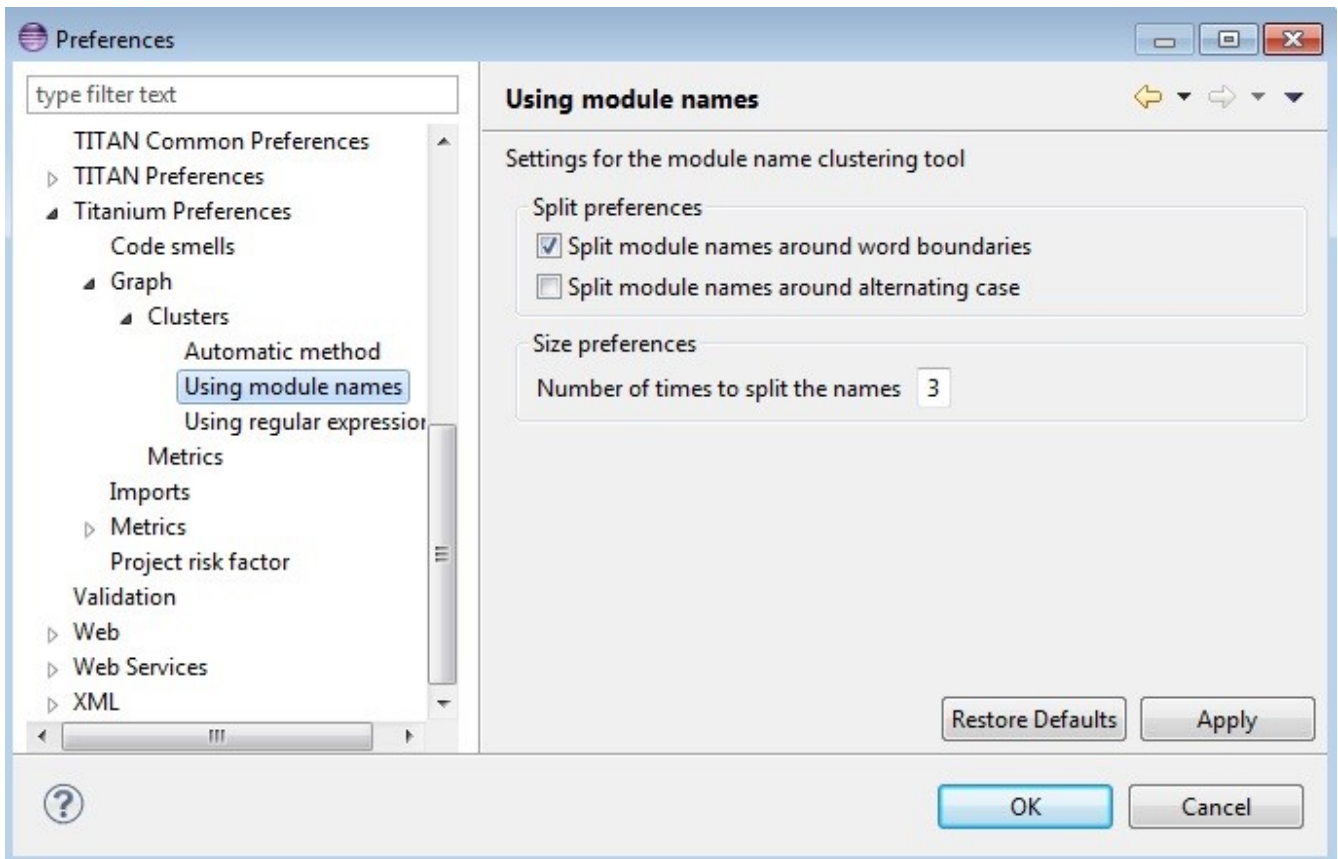 Preferences
type filter text
TITAN Common Preferences
TITAN Preferences
Titanium Preferences
Code smells
Graph
Clusters
Automatic method
Using module names
Using regular expression
Metrics
Imports
Metrics
Project risk factor
Validation
Web
Web Services
XML
Using module names
Settings for the module name clustering tool
Split preferences
Split module names around word boundaries
Split module names around alternating case
Size preferences
Number of times to split the names 3
Restore Defaults Apply
? OK Cancel